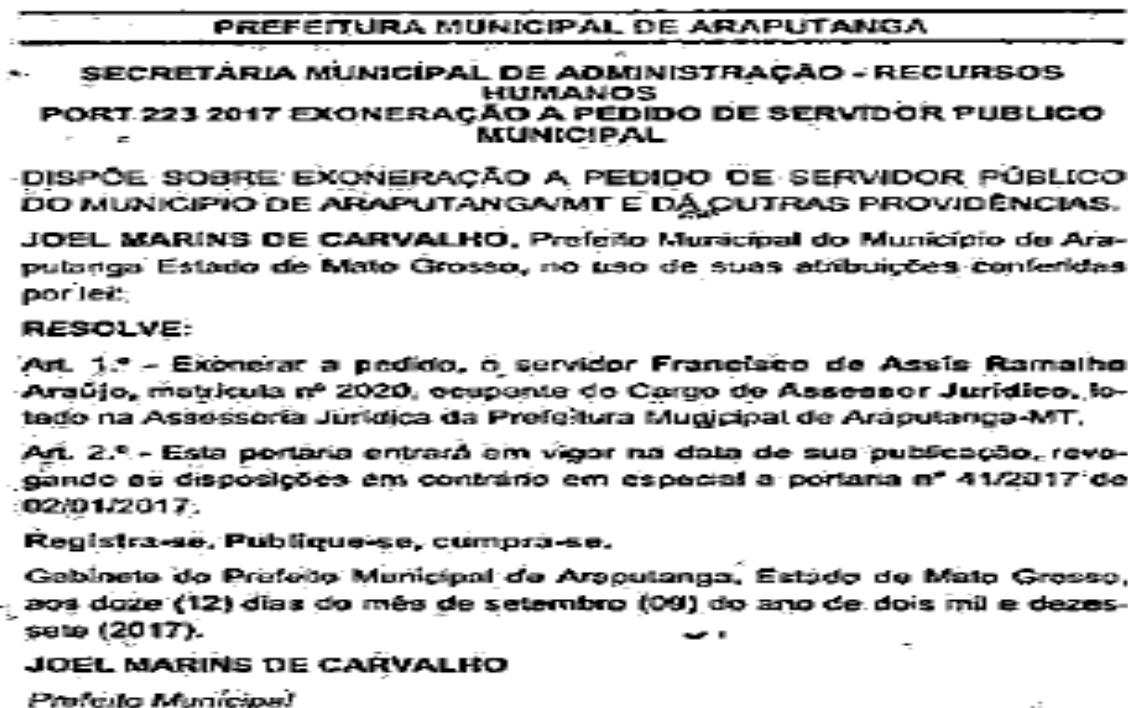 PREFEITURA MUNICIPAL DE ARAPUTANGA
SECRETÁRIA MUNICIPAL DE ADMINISTRAÇÃO - RECURSOS
HUMANOS
PORT 223 2017 EXONERAÇÃO A PEDIDO DE SERVIDOR PUBLICO
MUNICIPAL
DISPÕE SOBRE EXONERAÇÃO A PEDIDO DE SERVIDOR PÚBLICO
DO MUNICIPIO DE ARAPUTANGA/MT E DÁ OUTRAS PROVIDÊNCIAS.
JOEL MARINS DE CARVALHO, Prefeito Municipal do Município de Ara-
putanga Estado de Mato Grosso, no uso de suas atribuições conferidas
por lei:
RESOLVE:
Art. 1.º - Exonerar a pedido, o servidor Francisco de Assis Ramalho
Araújo, matricula nº 2020, ocupante do Cargo de Assessor Jurídico, lo-
tado na Assessoria Jurídica da Prefeitura Municipal de Araputanga-MT.
Art. 2.º - Esta portaria entrará em vigor na data de sua publicação, revo-
gando as disposições em contrário em especial a portaria nº 41/2017 de
02/01/2017.
Registra-se, Publique-se, cumpra-se.
Gabinete do Prefeito Municipal de Araputanga, Estado de Mato Grosso,
aos doze (12) dias do mês de setembro (09) do ano de dois mil e dezes-
sete (2017).
JOEL MARINS DE CARVALHO
Prefeito Municipal